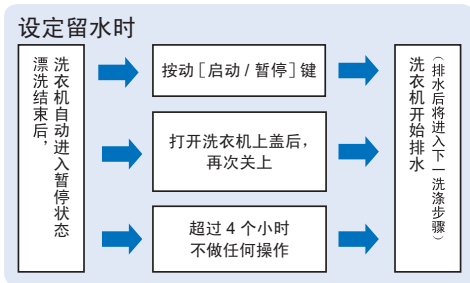 设定留水时
漂洗结束后，
洗衣机自动进入暂停状态
按动［启动 / 暂停］键
打开洗衣机上盖后，
再次关上
超过 4 个小时
不做任何操作
洗衣机开始排水
（排水后将进入下一洗涤步骤）